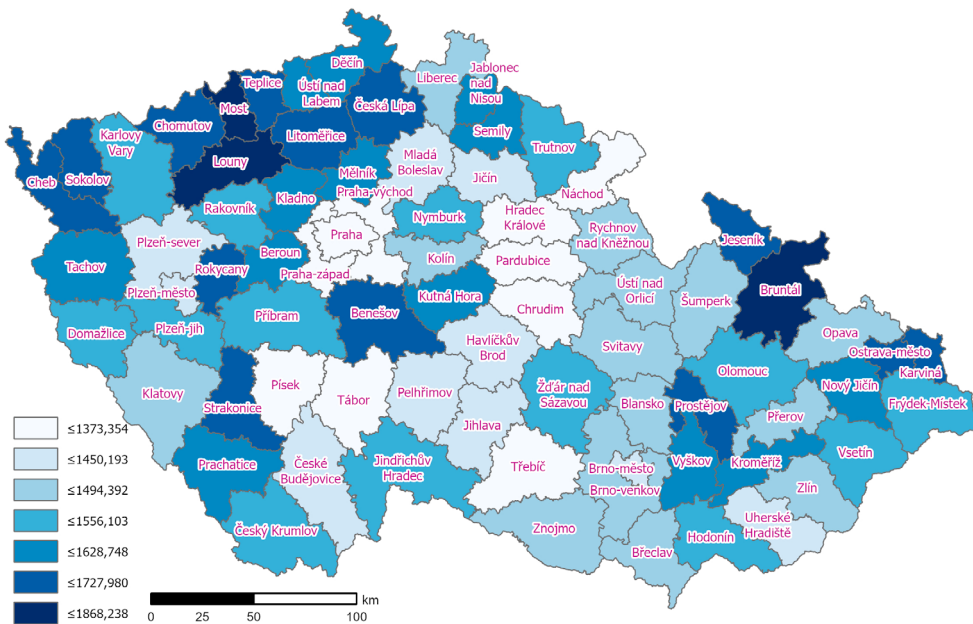 Děčín
Teplice
Ústí nad
Labem
Liberec
Jablonec
nad
Nisou
Most
Česká Lípa
Chomutov
Karlovy
Vary
Litoměřice
Semily
Trutnov
Louny
Mladá
Boleslav
Jičín
Cheb
Sokolov
Mělník
Náchod
Kladno
Praha-východ
Rakovník
Nymburk
Hradec
Králové
Rychnov
nad Kněžnou
Praha
Plzeň-sever
Jeseník
Beroun
Kolín
Pardubice
Tachov
Rokycany
Praha-západ
Ústí nad
Orlicí
Bruntál
Plzeň-město
Kutná Hora
Šumperk
Chrudim
Příbram
Benešov
Domažlice
Plzeň-jih
Opava
Havlíčkův
Brod
Svitavy
Ostrava-město
Karviná
Olomouc
Klatovy
Písek
Nový Jičín
Žďár nad
Sázavou
Pelhřimov
Tábor
Frýdek-Místek
Strakonice
Blansko
Prostějov
Přerov
Jihlava
Vsetín
Prachatice
České
Budějovice
Jindřichův
Hradec
Třebíč
Vyškov
Kroměříž
Brno-město
Brno-venkov
Zlín
Uherské
Hradiště
Český Krumlov
Znojmo
Hodonín
Břeclav
≤1373,354
≤1450,193
≤1494,392
≤1556,103
≤1628,748
≤1727,980
≤1868,238
km
0 25 50 100